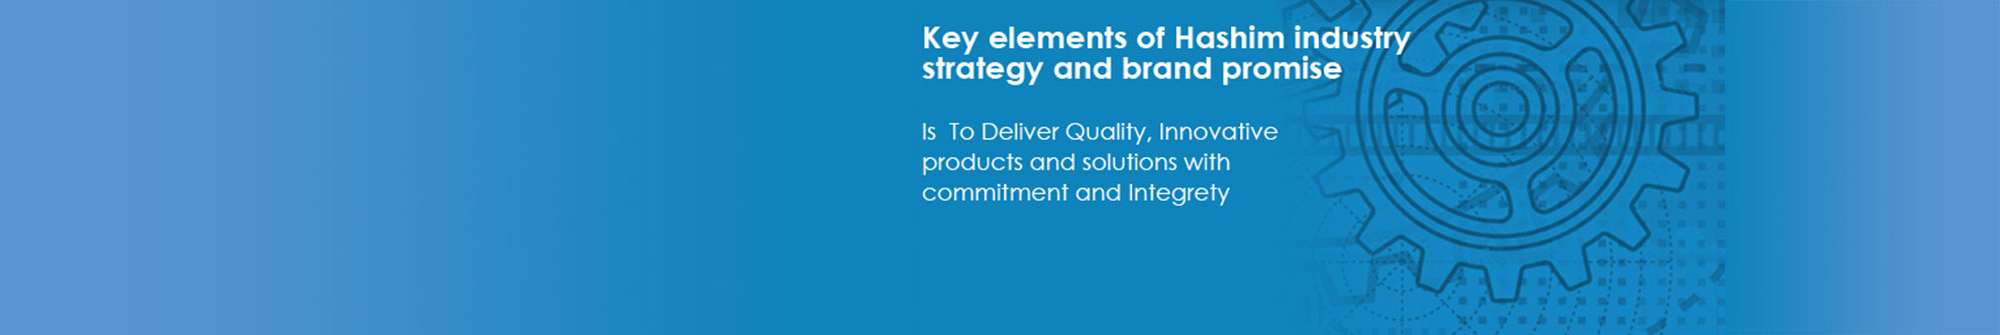 Key elements of Hashim industry
strategy and brand promise
Is To Deliver Quality, Innovative
products and solutions with
commitment and Integrety